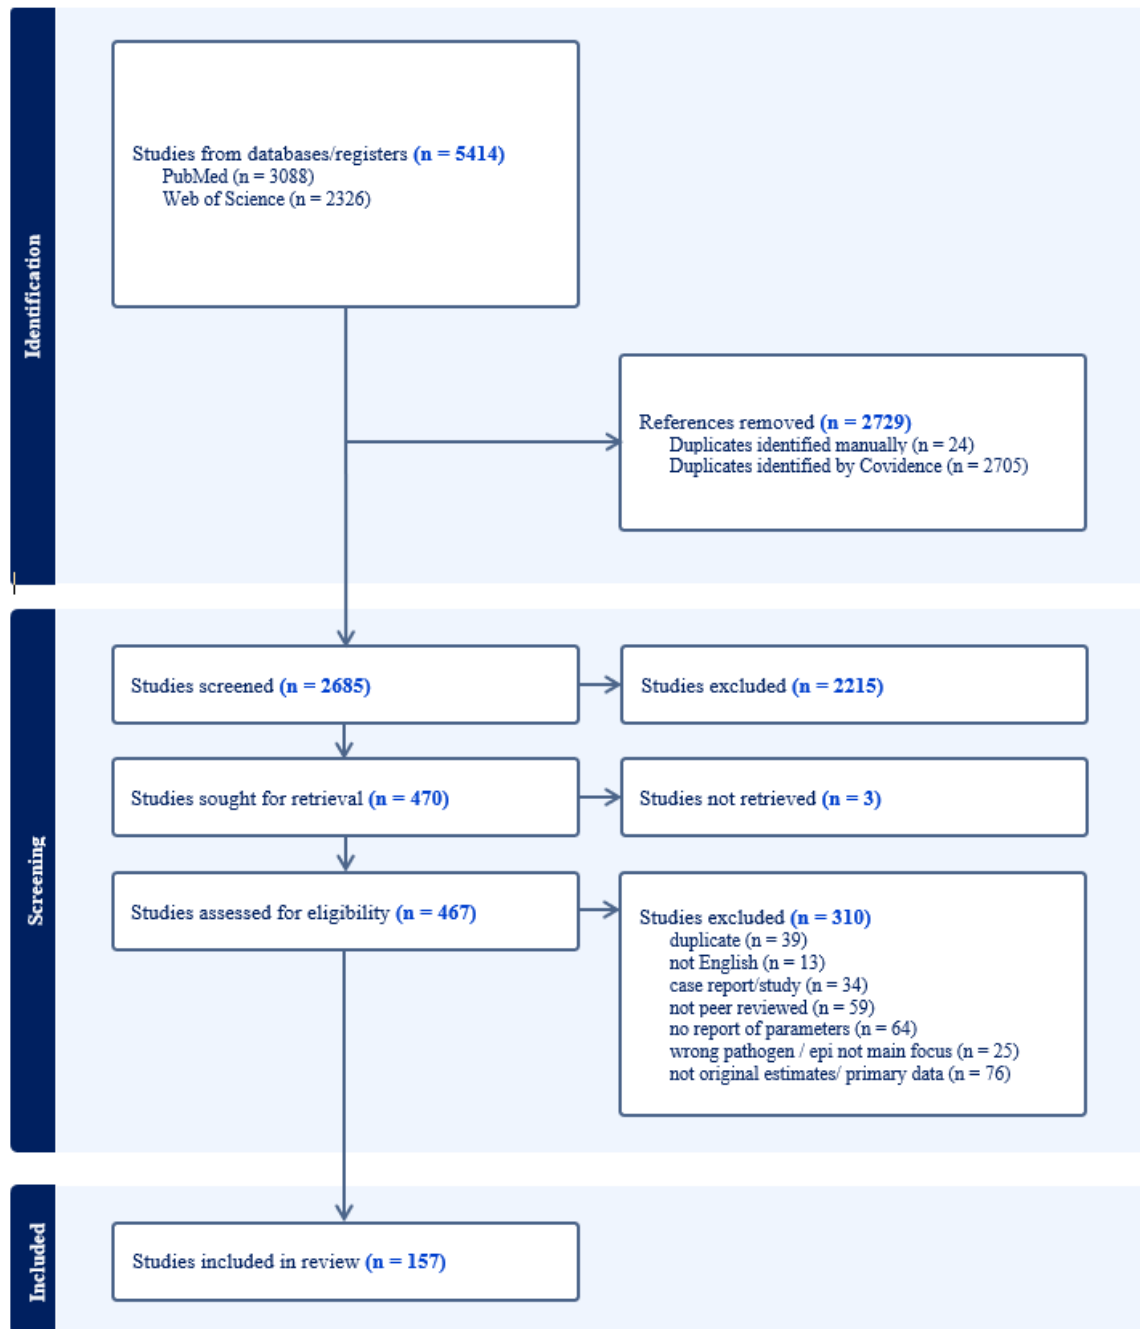 Identification
Studies from databases/registers (n = 5414)
PubMed (n = 3088)
Web of Science (n = 2326)
References removed (n = 2729)
Duplicates identified manually (n = 24)
Duplicates identified by Covidence (n = 2705)
Screening
Studies screened (n = 2685)
Studies excluded (n = 2215)
Studies sought for retrieval (n = 470)
Studies not retrieved (n = 3)
Studies assessed for eligibility (n = 467)
Studies excluded (n = 310)
duplicate (n = 39)
not English (n = 13)
case report/study (n = 34)
not peer reviewed (n = 59)
no report of parameters (n = 64)
wrong pathogen / epi not main focus (n = 25)
not original estimates/ primary data (n = 76)
Included
Studies included in review (n = 157)